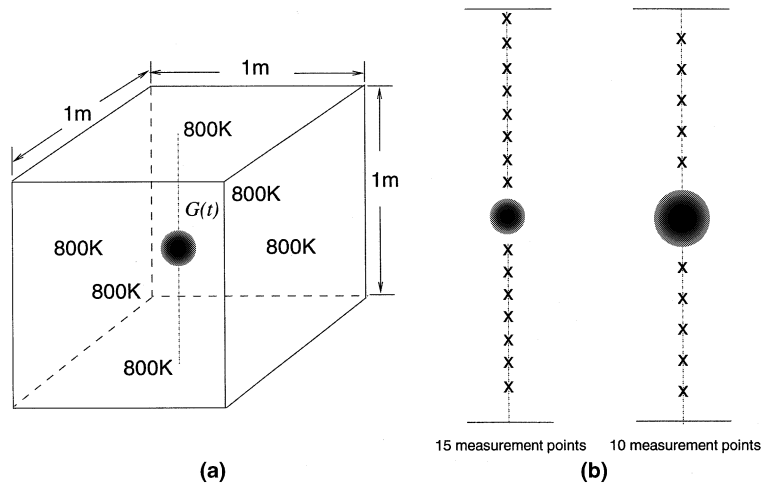 1m
1m
1m
800K
800K
G(t)
800K
800K
800K
800K
(a)
x x
x x
x x
x x
x x
x
x
x
x x
x x
x x
x x
x x
x
x
15 measurement points
10 measurement points
(b)